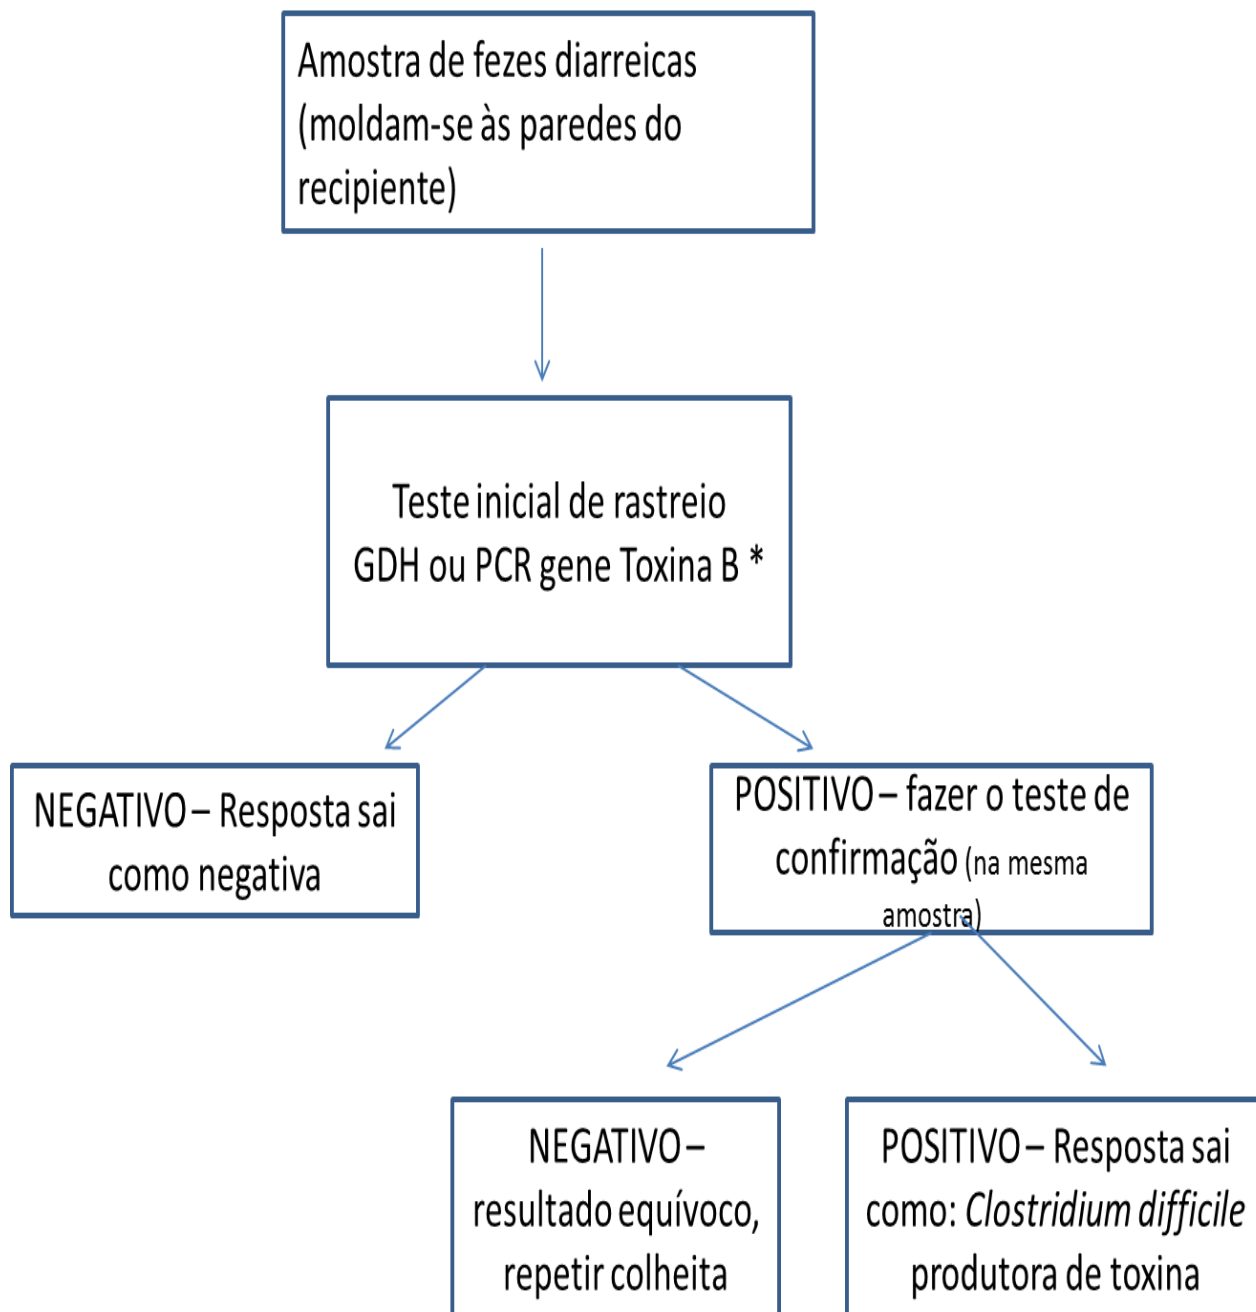 Amostra de fezes diarreicas
(moldam-se às paredes do
recipiente)
Teste inicial de rastreio
GDH ou PCR gene Toxina B *
NEGATIVO – Resposta sai
como negativa
POSITIVO – fazer o teste de
confirmação (na mesma
amostra)
NEGATIVO –
resultado equívoco,
repetir colheita
POSITIVO – Resposta sai
como: Clostridium difficile
produtora de toxina